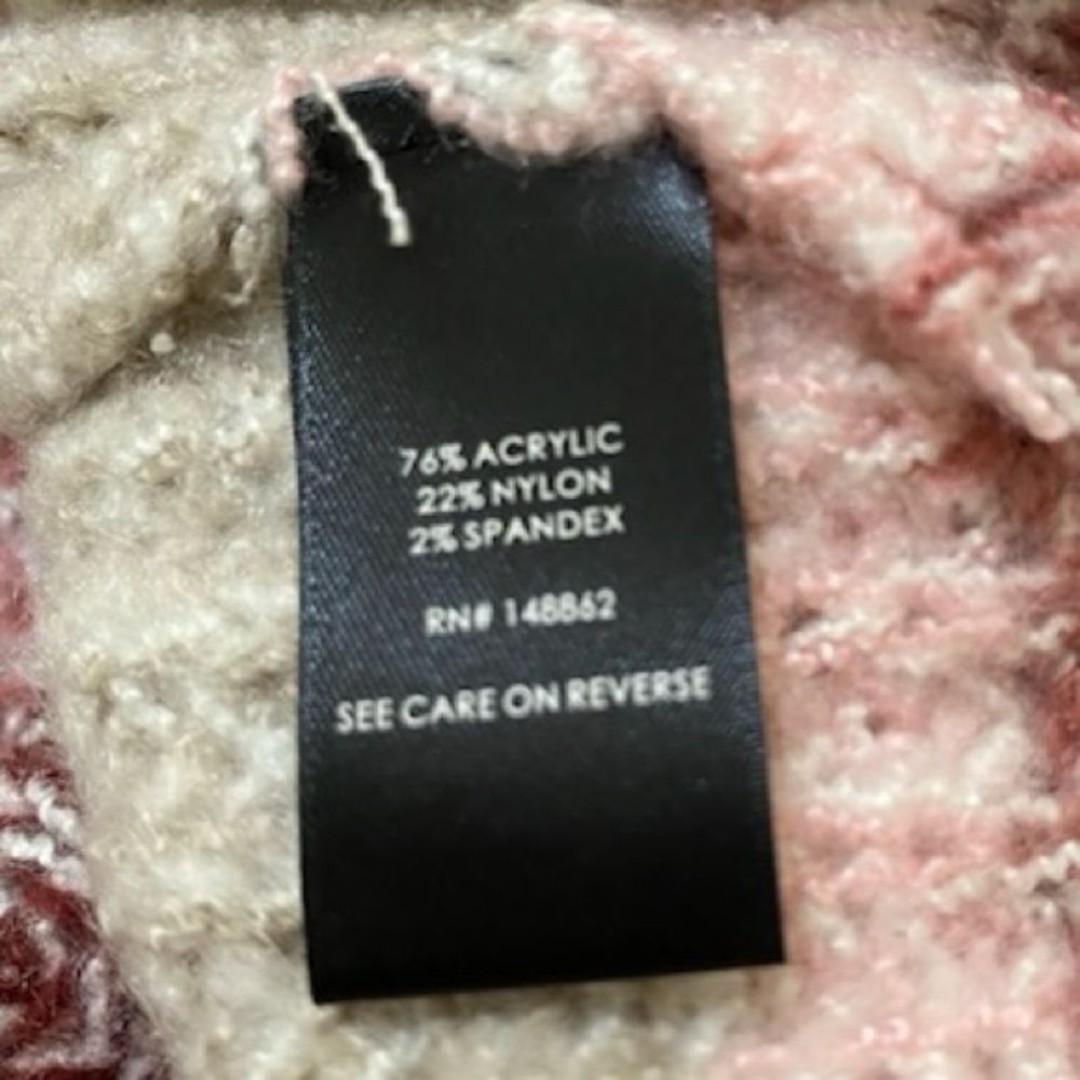 76% ACRYLIC
22% NYLON
2% SPANDEX
RN# 148862
SEE CARE ON REVERSE